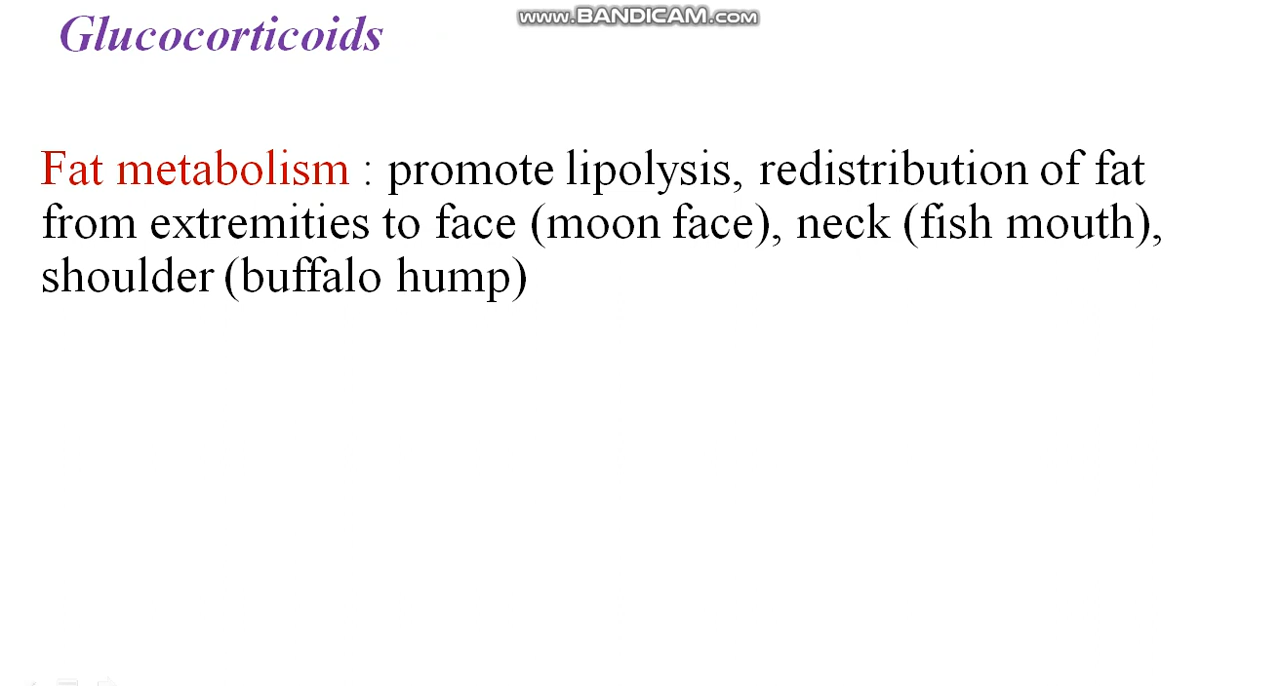 www.BANDICAM.com
Glucocorticoids
Fat metabolism : promote lipolysis, redistribution of fat
from extremities to face (moon face), neck (fish mouth),
shoulder (buffalo hump)